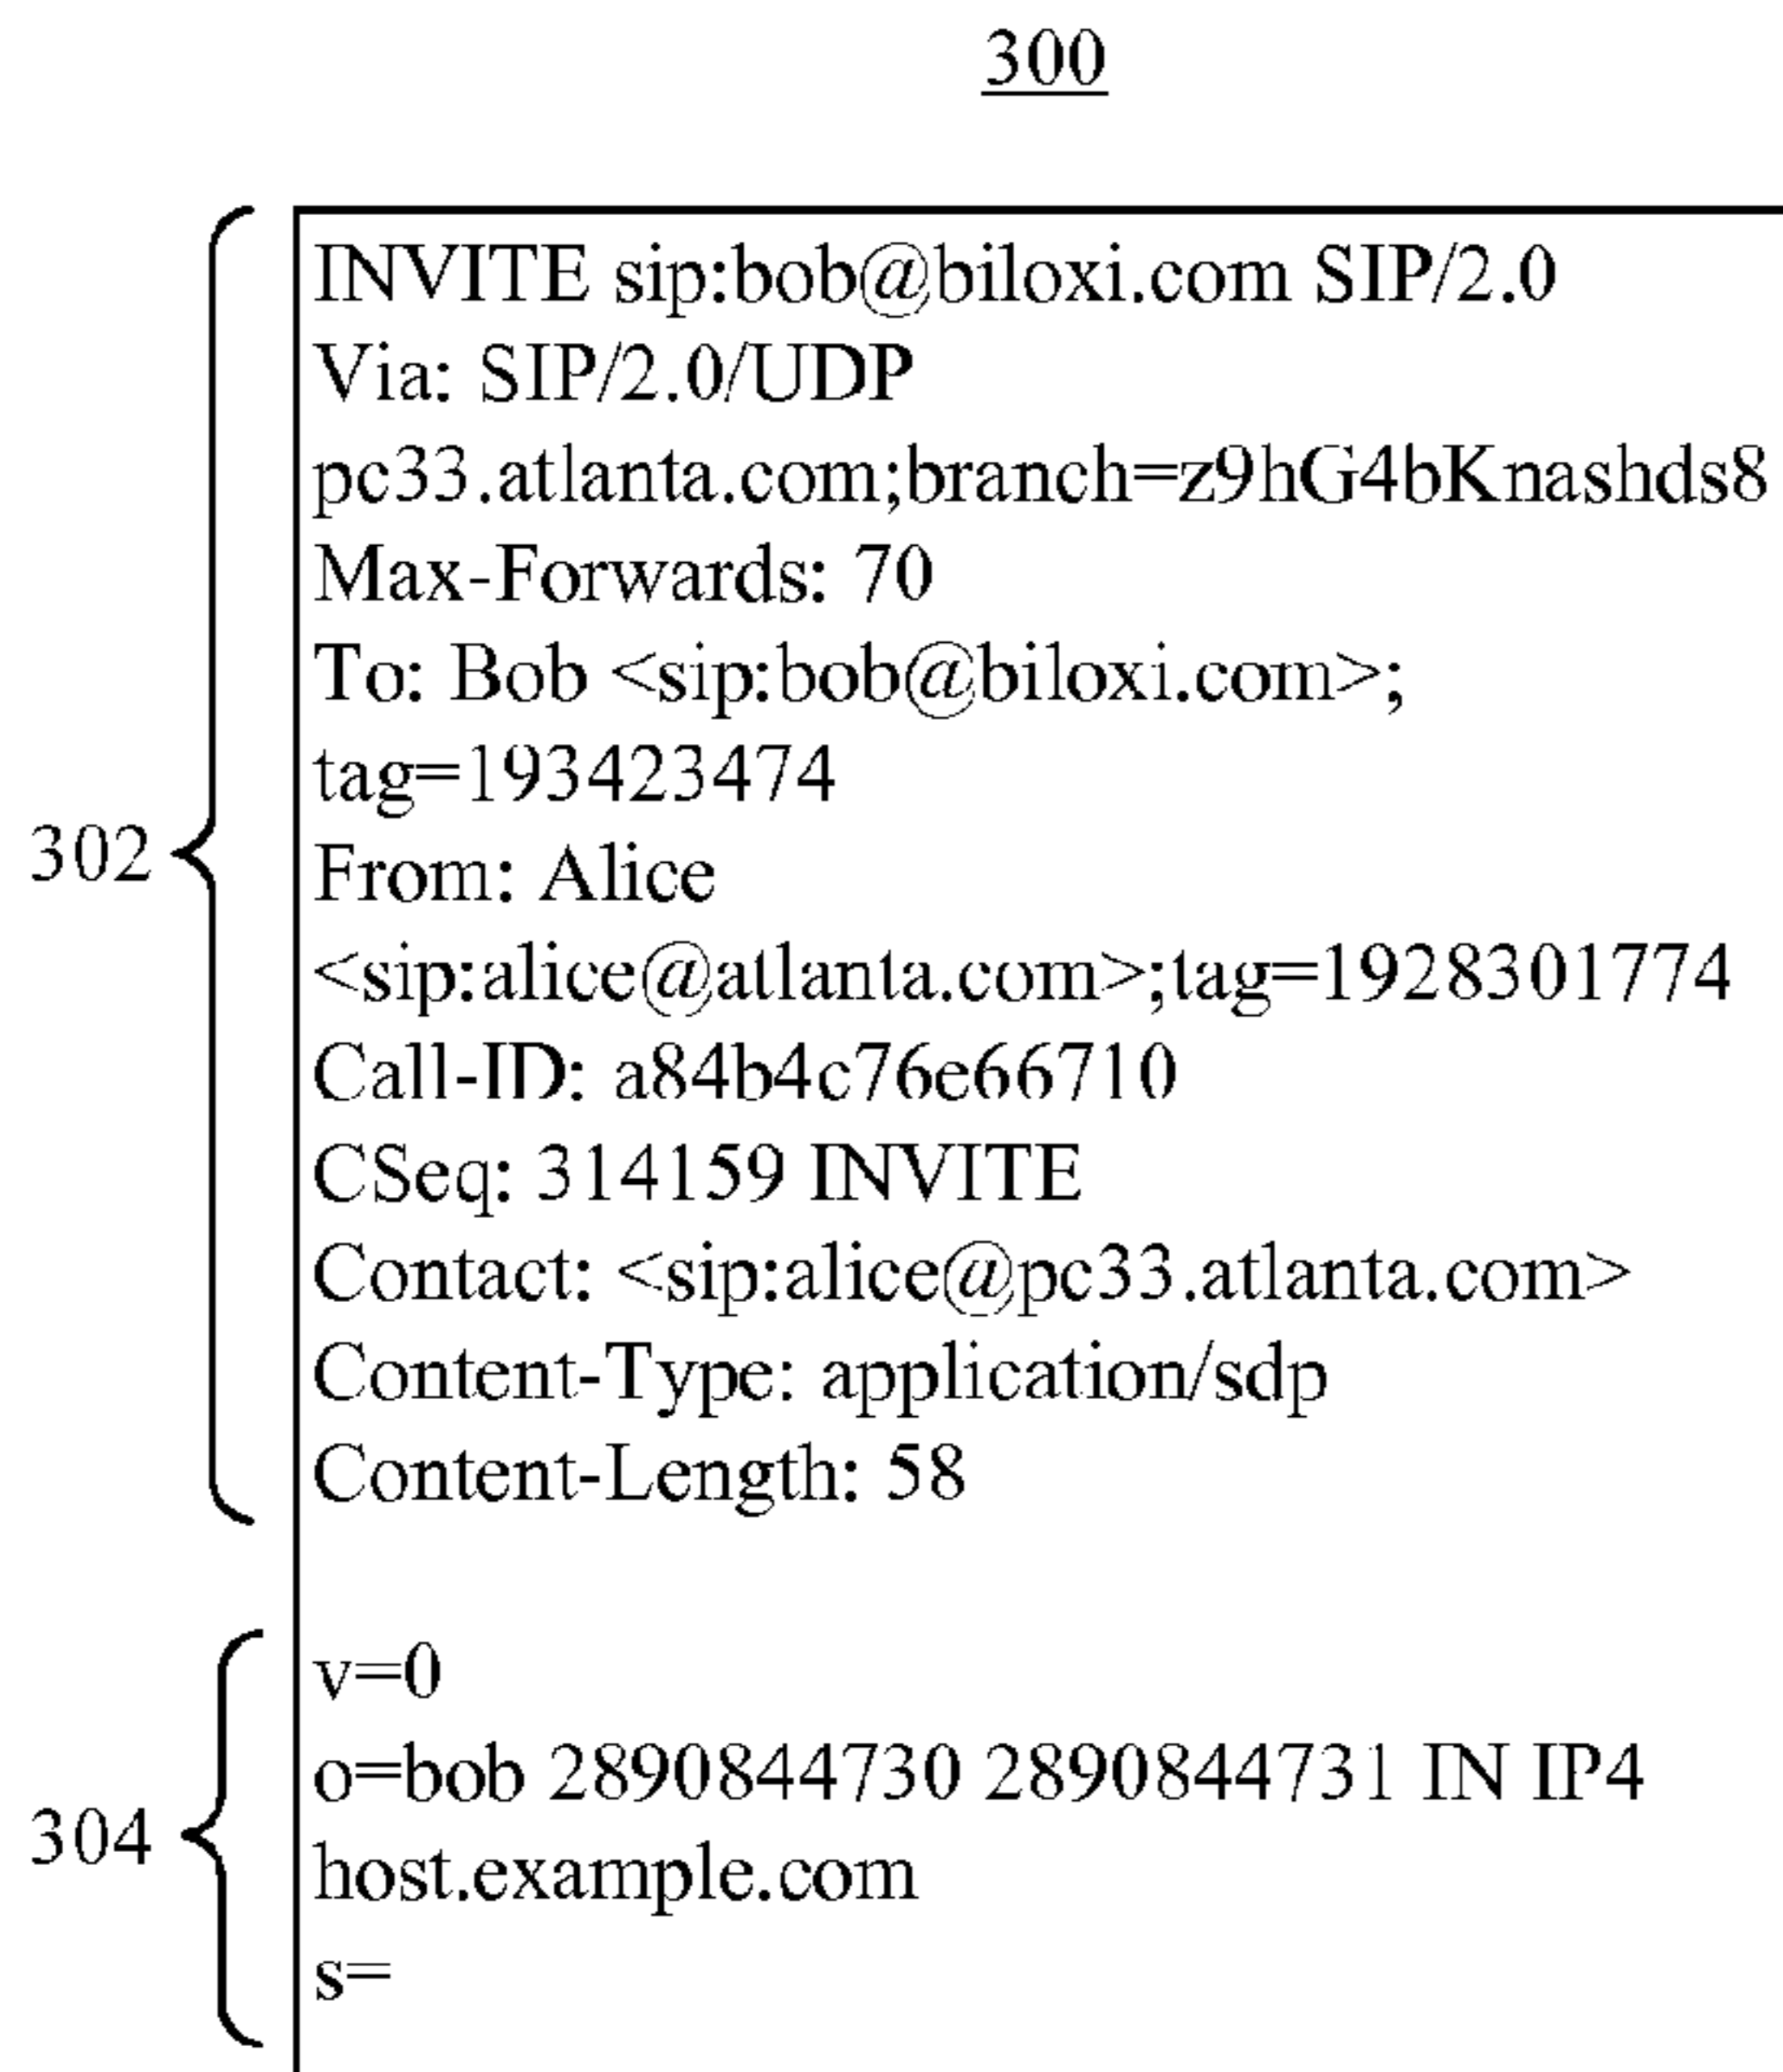 300
INVITE sip:bob@biloxi.com SIP/2.0
Via: SIP/2.0/UDP
pc33.atlanta.com;branch=z9hG4bKnashds8
Max-Forwards: 70
To: Bob <sip:bob@biloxi.com>;
tag=193423474
302
From: Alice
<sip:alice@atlanta.com>;tag=1928301774
Call-ID: a84b4c76e66710
CSeq: 314159 INVITE
Contact: <sip:alice@pc33.atlanta.com>
Content-Type: application/sdp
Content-Length: 58
v=0
o=bob 2890844730 2890844731 IN IP4
304
host.example.com
s=